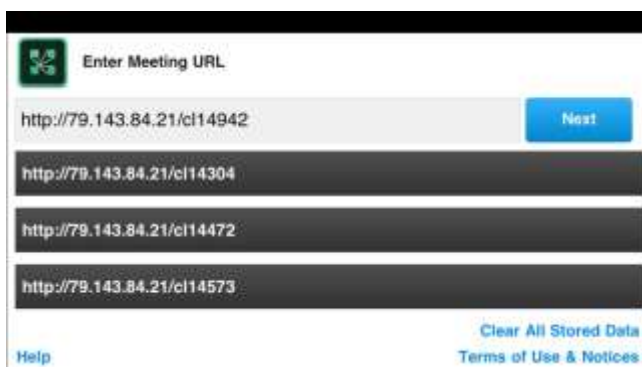 Enter Meeting URL
http://79.143.84.21/cl14942 Next
http://79.143.84.21/cl14304
http://79.143.84.21/cl14472
http://79.143.84.21/cl14573
Clear All Stored Data
Help Terms of Use & Notices